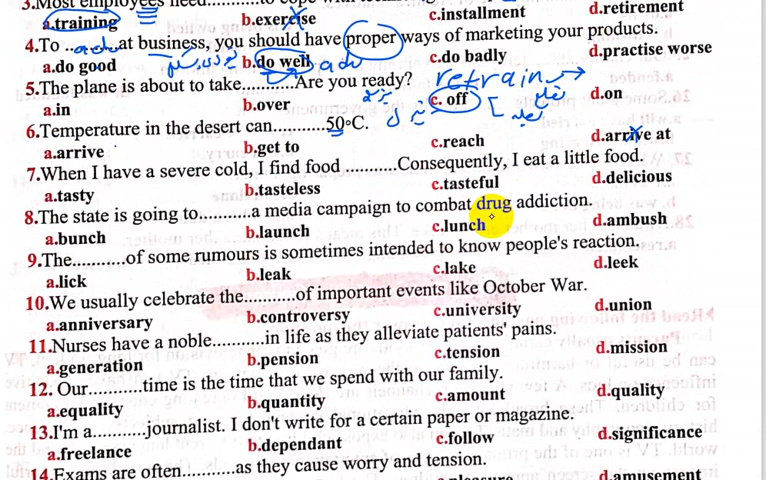 3.Most employees need..........to cope with
a.training b.exercise c.installment d.retirement
4.To ..adv..at business, you should have proper ways of marketing your products.
a.do good b.do well adv c.do badly d.practise worse
5.The plane is about to take..........Are you ready? retrain
a.in b.over c. off d.on
6.Temperature in the desert can..........50°C.
a.arrive b.get to c.reach d.arrive at
7.When I have a severe cold, I find food ..........Consequently, I eat a little food.
a.tasty b.tasteless c.tasteful d.delicious
8.The state is going to..........a media campaign to combat drug addiction.
a.bunch b.launch c.lunch d.ambush
9.The..........of some rumours is sometimes intended to know people's reaction.
a.lick b.leak c.lake d.leek
10.We usually celebrate the..........of important events like October War.
a.anniversary b.controversy c.university d.union
11.Nurses have a noble..........in life as they alleviate patients' pains.
a.generation b.pension c.tension d.mission
12. Our..........time is the time that we spend with our family.
a.equality b.quantity c.amount d.quality
13.I'm a..........journalist. I don't write for a certain paper or magazine.
a.freelance b.dependant c.follow d.significance
14.Exams are often..........as they cause worry and tension.
d.amusement